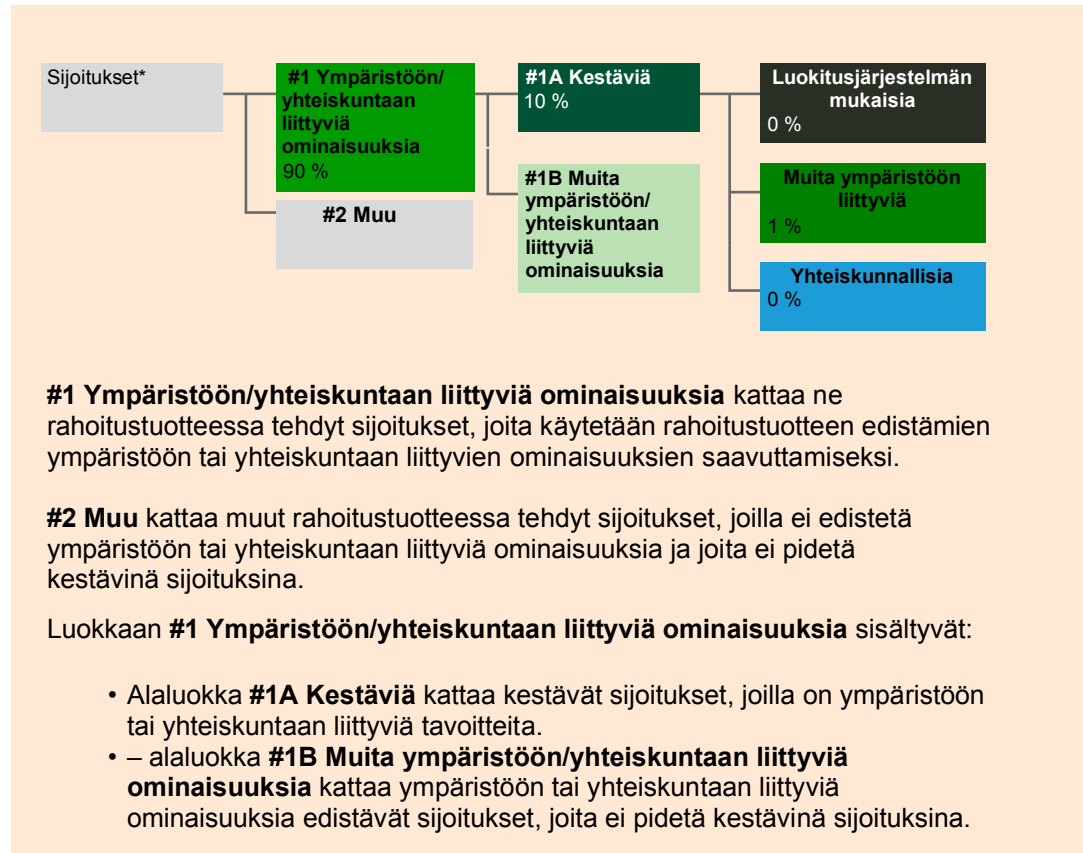 Sijoitukset*
#1 Ympäristöön/
yhteiskuntaan
liittyviä
ominaisuuksia
90 %
#2 Muu
#1A Kestäviä
10 %
#1B Muita
ympäristöön/
yhteiskuntaan
liittyviä
ominaisuuksia
Luokitusjärjestelmän
mukaisia
0 %
Muita ympäristöön
liittyviä
1 %
Yhteiskunnallisia
0 %
#1 Ympäristöön/yhteiskuntaan liittyviä ominaisuuksia kattaa ne
rahoitustuotteessa tehdyt sijoitukset, joita käytetään rahoitustuotteen edistämien
ympäristöön tai yhteiskuntaan liittyvien ominaisuuksien saavuttamiseksi.
#2 Muu kattaa muut rahoitustuotteessa tehdyt sijoitukset, joilla ei edistetä
ympäristöön tai yhteiskuntaan liittyviä ominaisuuksia ja joita ei pidetä
kestävinä sijoituksina.
Luokkaan #1 Ympäristöön/yhteiskuntaan liittyviä ominaisuuksia sisältyvät:
• Alaluokka #1A Kestäviä kattaa kestävät sijoitukset, joilla on ympäristöön
tai yhteiskuntaan liittyviä tavoitteita.
• – alaluokka #1B Muita ympäristöön/yhteiskuntaan liittyviä
ominaisuuksia kattaa ympäristöön tai yhteiskuntaan liittyviä
ominaisuuksia edistävät sijoitukset, joita ei pidetä kestävinä sijoituksina.